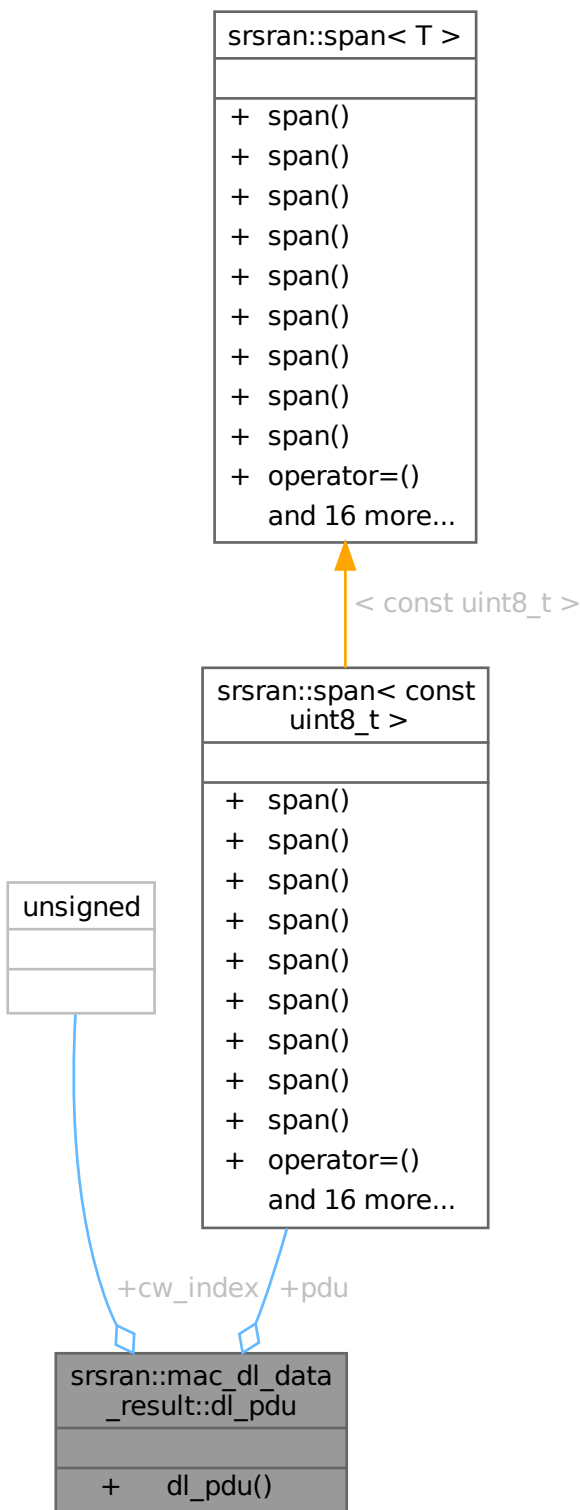 srsran::span< T >
+ span()
+ span()
+ span()
+ span()
+ span()
+ span()
+ span()
+ span()
+ span()
+ operator=()
and 16 more...
< const uint8_t >
srsran::span< const
uint8_t >
+ span()
+ span()
+ span()
+ span()
+ span()
+ span()
+ span()
+ span()
+ span()
+ operator=()
and 16 more...
unsigned
+cw_index
+pdu
srsran::mac_dl_data
_result::dl_pdu
+ dl_pdu()